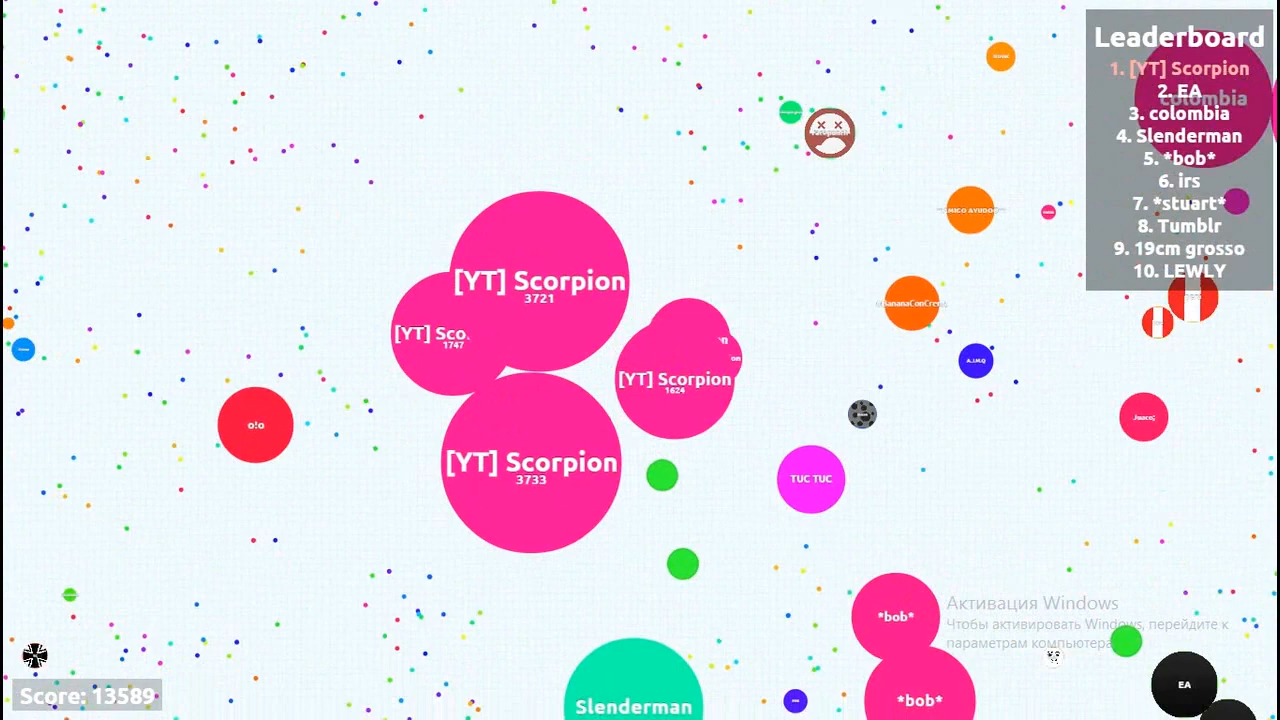 Leaderboard
1. [YT] Scorpion
2. EA
colombia
3. colombia
4. Slenderman
5. *bob*
6. irs
7. *stuart*
8. Tumblr
9. 19cm grosso
10. LEWLY
[YT] Scorpion
3721
[YT] Sco
1747
[YT] Scorpion
1624
on
[YT] Scorpion
3733
o!o
TUC TUC
*bob*
*bob*
Slenderman
EA
Активация Windows
Чтобы активировать Windows, перейдите к
параметрам компьютера
Score: 13589